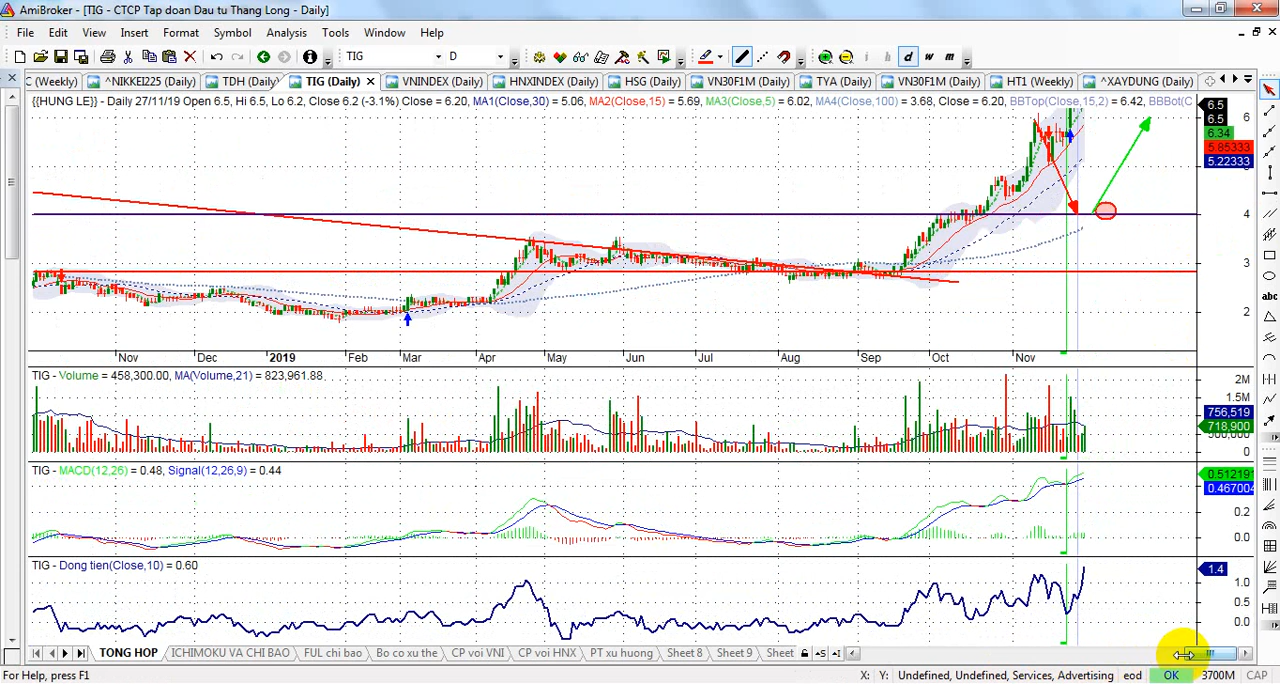 AmiBroker - [TIG - CTCP Tap doan Dau tu Thang Long - Daily]
File Edit View Insert Format Symbol Analysis Tools Window Help
TIG D
C (Weekly) ^NIKKEI225 (Daily) TDH (Daily) TIG (Daily) VNINDEX (Daily) HNXINDEX (Daily) HSG (Daily) VN30F1M (Daily) TYA (Daily) VN30F1M (Daily) HT1 (Weekly) ^XAYDUNG (Daily)
{{HUNG LE}} - Daily 27/11/19 Open 6.5, Hi 6.5, Lo 6.2, Close 6.2 (-3.1%) Close = 6.20, MA1(Close,30) = 5.06, MA2(Close,15) = 5.69, MA3(Close,5) = 6.02, MA4(Close,100) = 3.68, Close = 6.20, BBTop(Close,15,2) = 6.42, BBBot(C
6.5
6.5
6
6.34
5.85333
5.22333
4
3
2
Nov Dec 2019 Feb Mar Apr May Jun Jul Aug Sep Oct Nov
TIG - Volume = 458,300.00, MA(Volume,21) = 823,961.88
2M
1.5M
756,519
718,900
0
TIG - MACD(12,26) = 0.48, Signal(12,26,9) = 0.44
0.512191
0.467004
0.2
0.0
TIG - Dong tien(Close,10) = 0.60
1.4
1.0
0.5
0.0
TONG HOP ICHIMOKU VA CHI BAO FUL chi bao Bo co xu the CP voi VNI CP voi HNX PT xu huong Sheet 8 Sheet 9 Sheet
For Help, press F1 X: Y: Undefined, Undefined, Services, Advertising eod OK 3700M CAP
abc